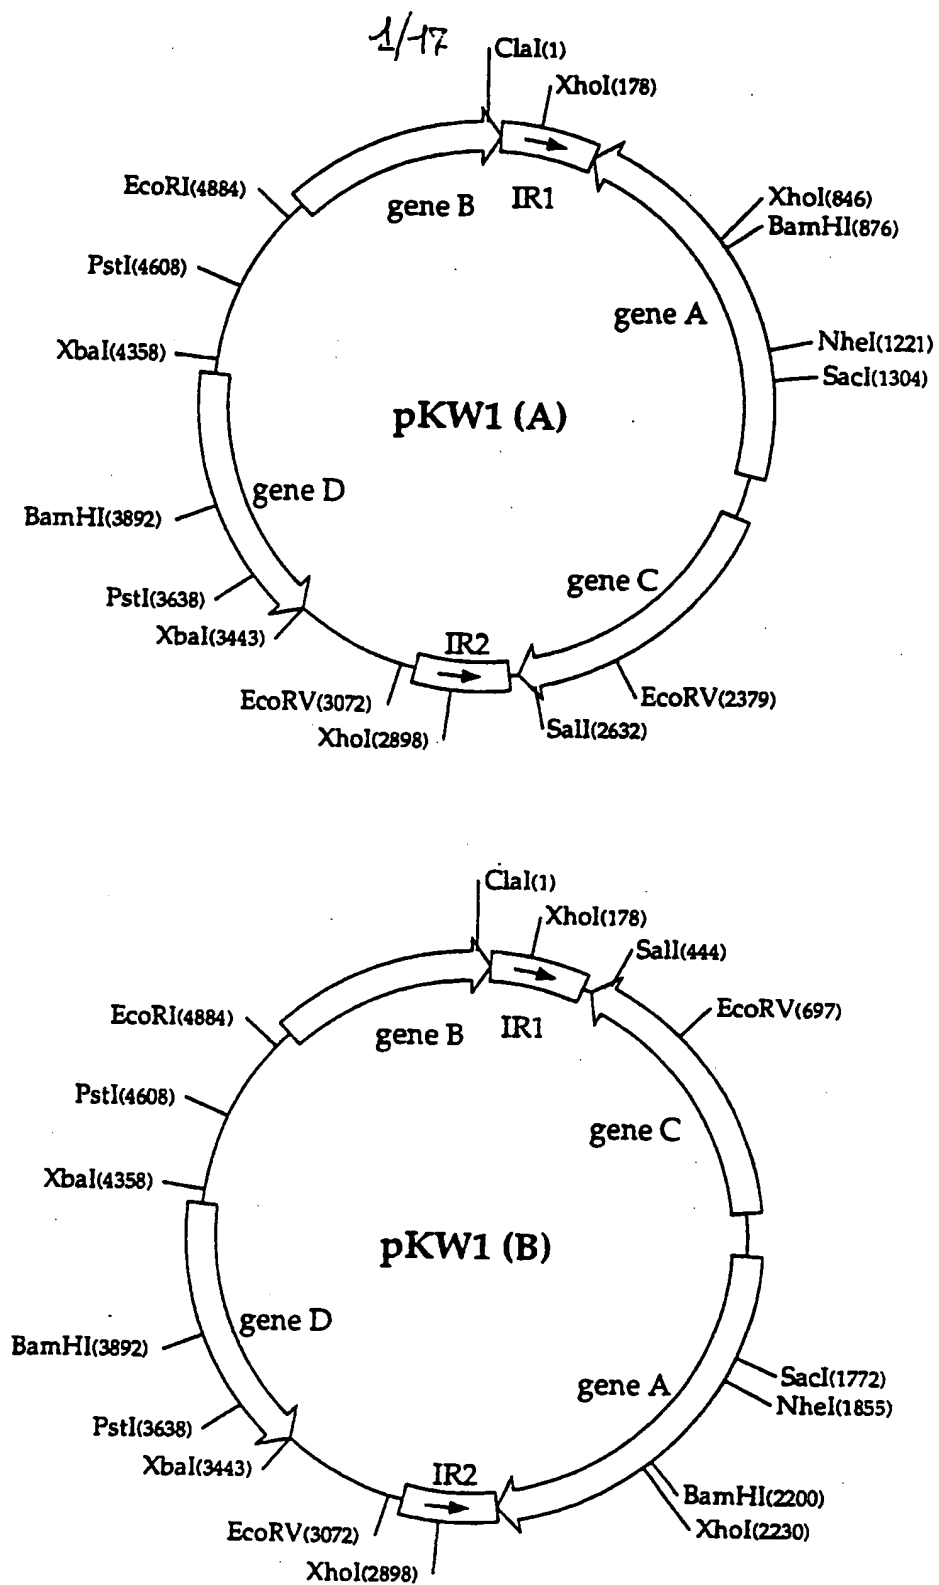 1/17
ClaI(1)
XhoI(178)
EcoRI(4884)
gene B
IR1
XhoI(846)
BamHI(876)
PstI(4608)
gene A
XbaI(4358)
NheI(1221)
SacI(1304)
pKW1 (A)
gene D
BamHI(3892)
gene C
PstI(3638)
XbaI(3443)
IR2
EcoRV(3072)
EcoRV(2379)
XhoI(2898)
SalI(2632)
ClaI(1)
XhoI(178)
SalI(444)
EcoRI(4884)
EcoRV(697)
gene B
IR1
PstI(4608)
gene C
XbaI(4358)
pKW1 (B)
gene D
BamHI(3892)
SacI(1772)
gene A
NheI(1855)
PstI(3638)
XbaI(3443)
IR2
BamHI(2200)
EcoRV(3072)
XhoI(2230)
XhoI(2898)